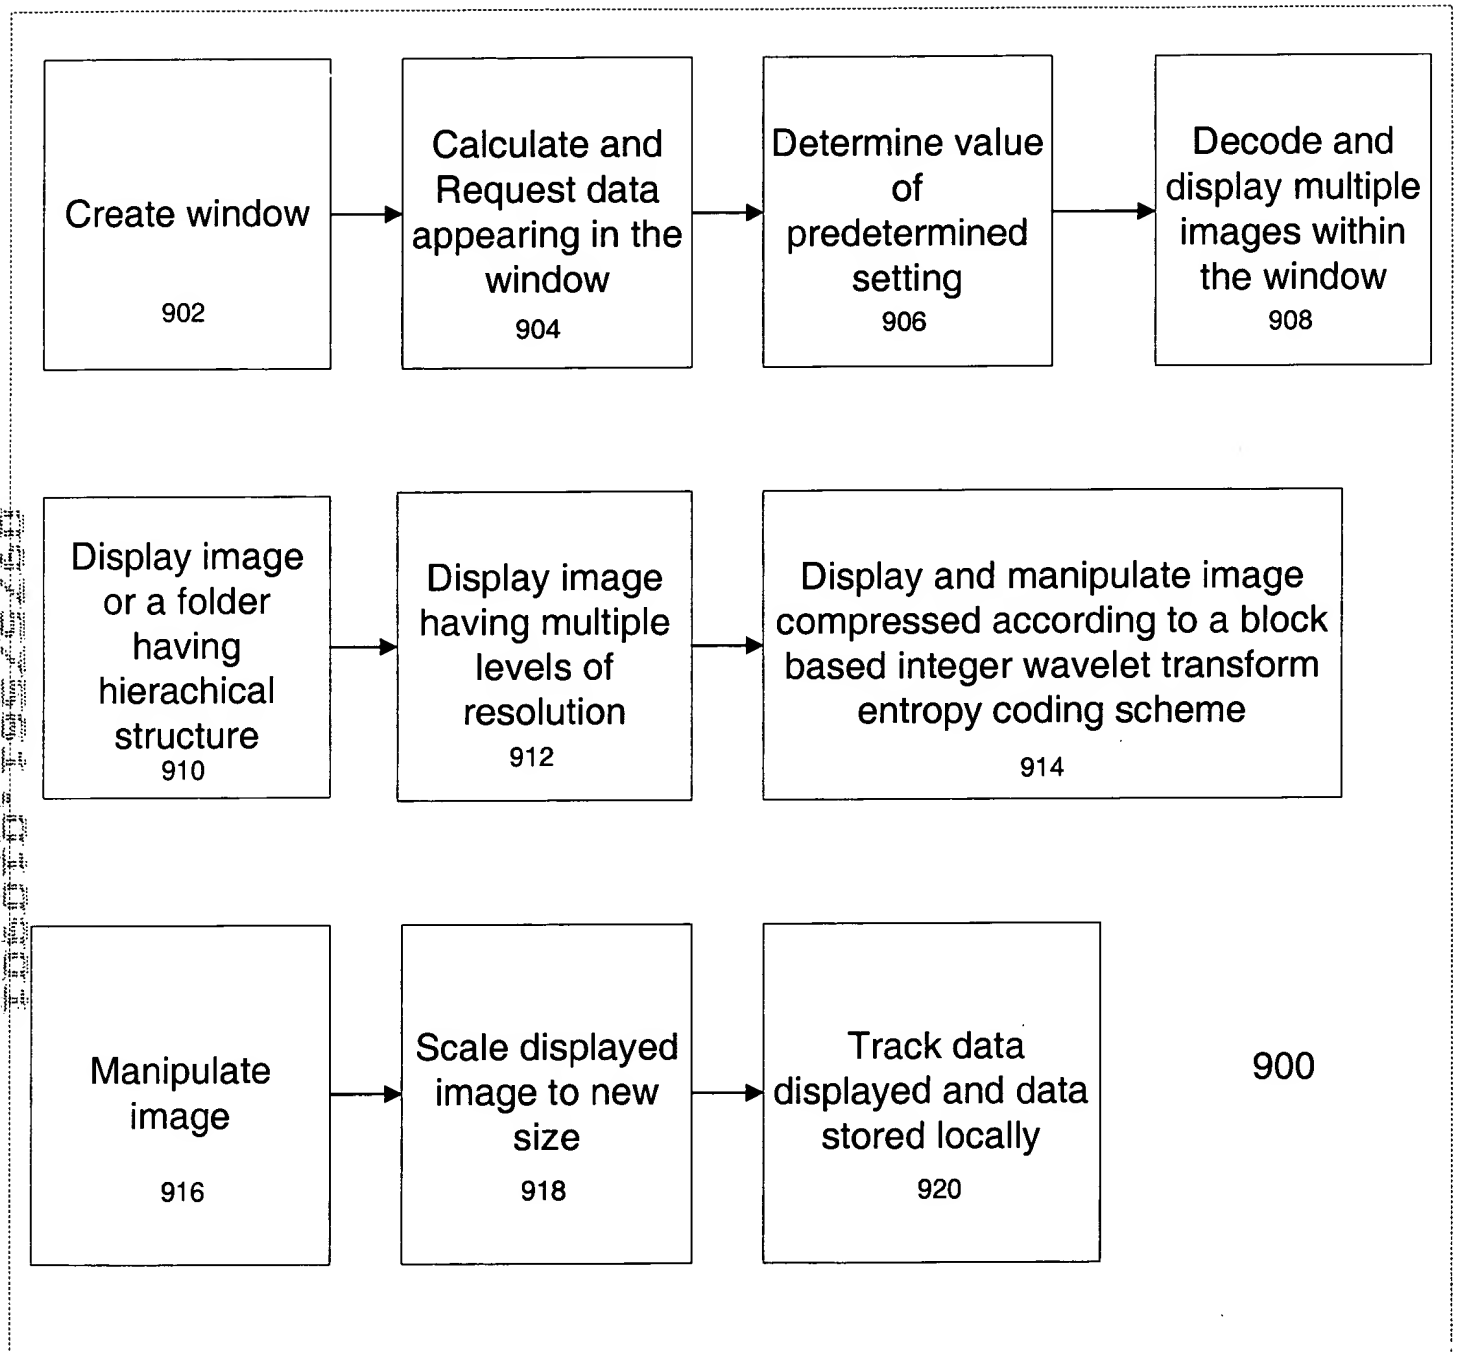 Create window
902
Calculate and
Request data
appearing in the
window
904
Determine value
of
predetermined
setting
906
Decode and
display multiple
images within
the window
908
Display image
or a folder
having
hierachical
structure
910
Display image
having multiple
levels of
resolution
912
Display and manipulate image
compressed according to a block
based integer wavelet transform
entropy coding scheme
914
Manipulate
image
916
Scale displayed
image to new
size
918
Track data
displayed and data
stored locally
920
900